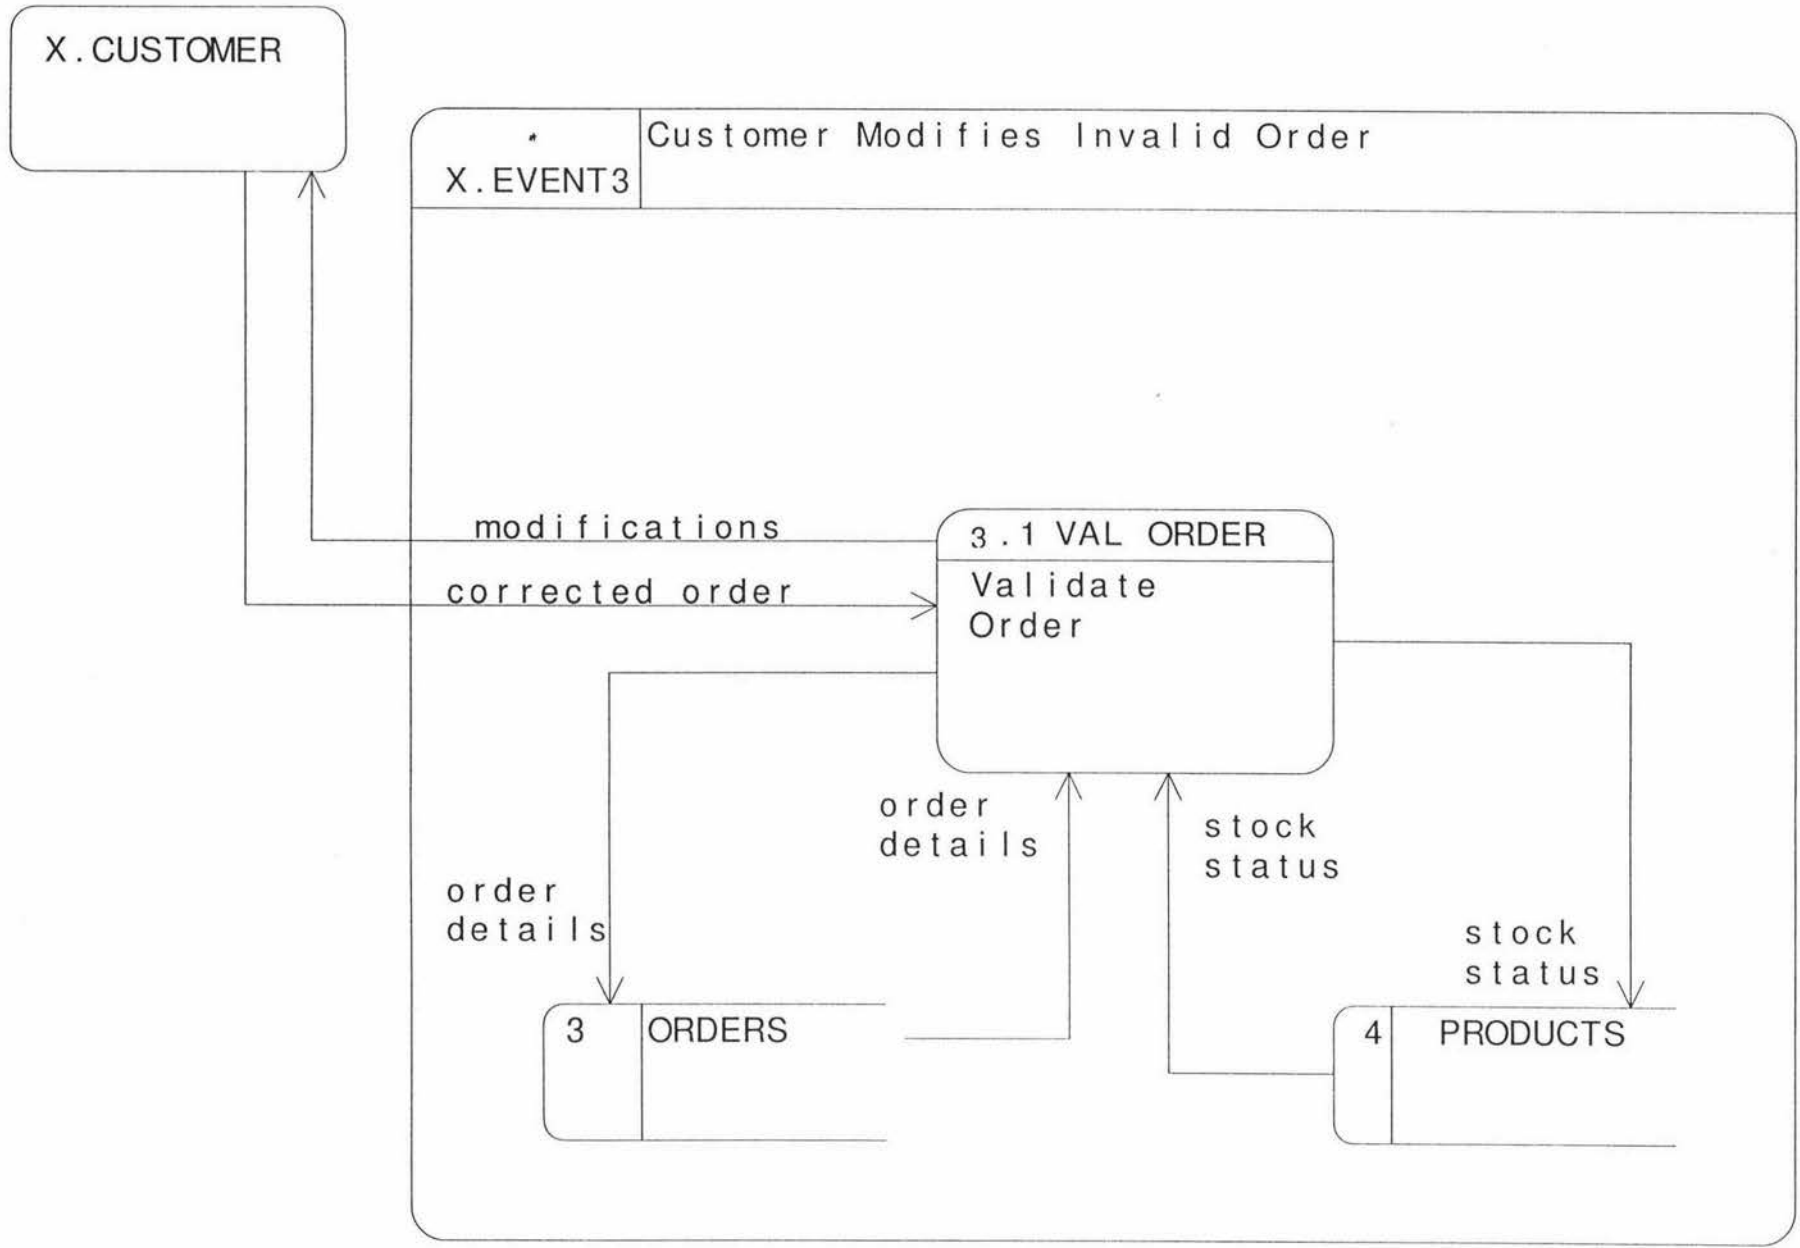 X.CUSTOMER
*
X.EVENT3
Customer Modifies Invalid Order
modifications
3.1 VAL ORDER
corrected order
Validate
Order
order
details
stock
status
order
details
stock
status
3
ORDERS
4
PRODUCTS